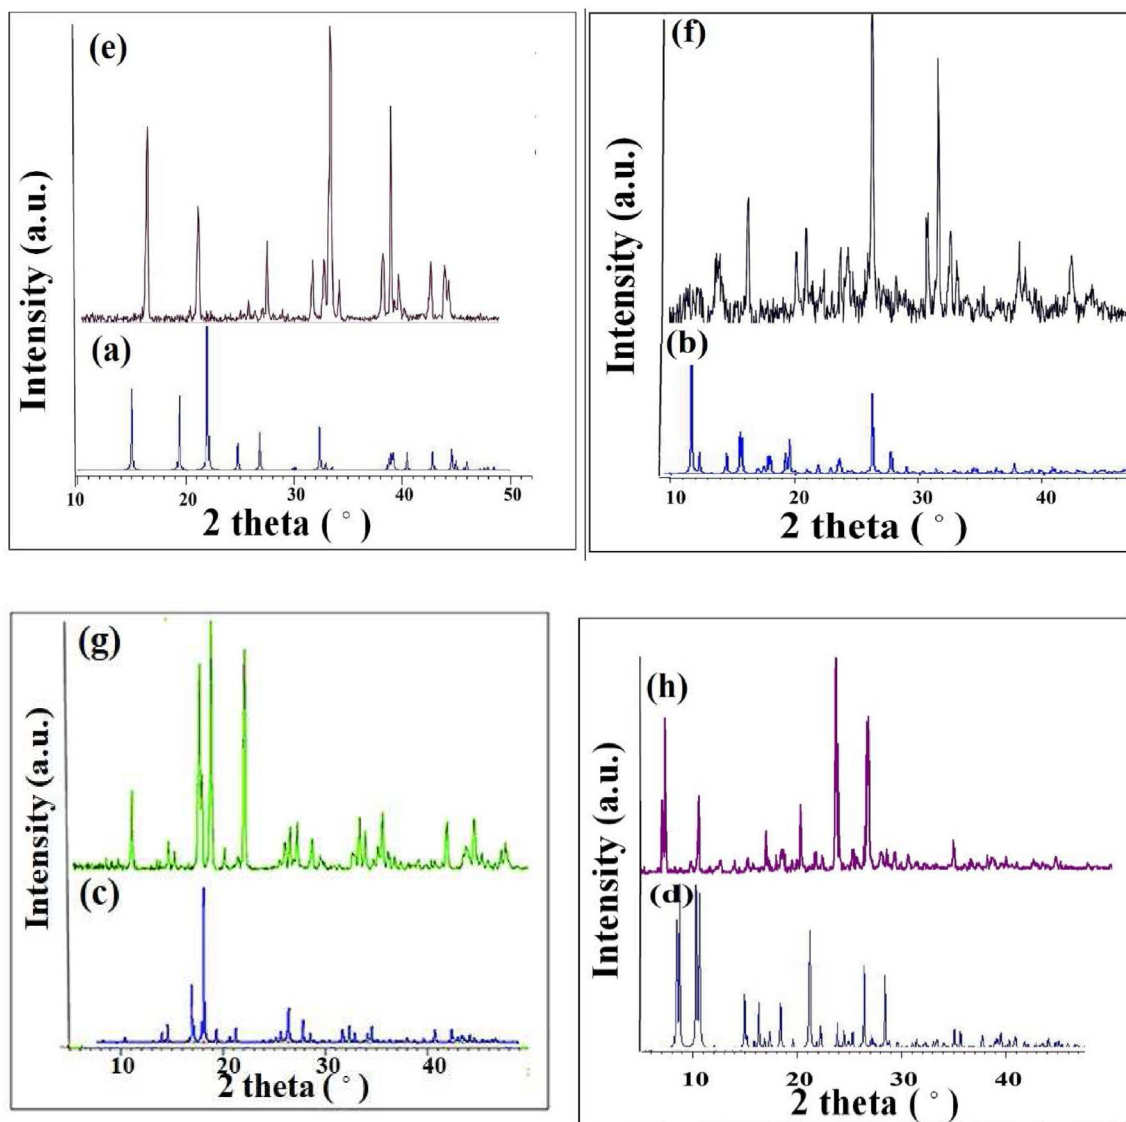 (e)
(a)
Intensity (a.u.)
10 20 30 40 50
2 theta ( ° )
(f)
(b)
Intensity (a.u.)
10 20 30 40
2 theta ( ° )
(g)
(c)
Intensity (a.u.)
10 20 30 40
2 theta ( ° )
(h)
(d)
Intensity (a.u.)
10 20 30 40
2 theta ( ° )